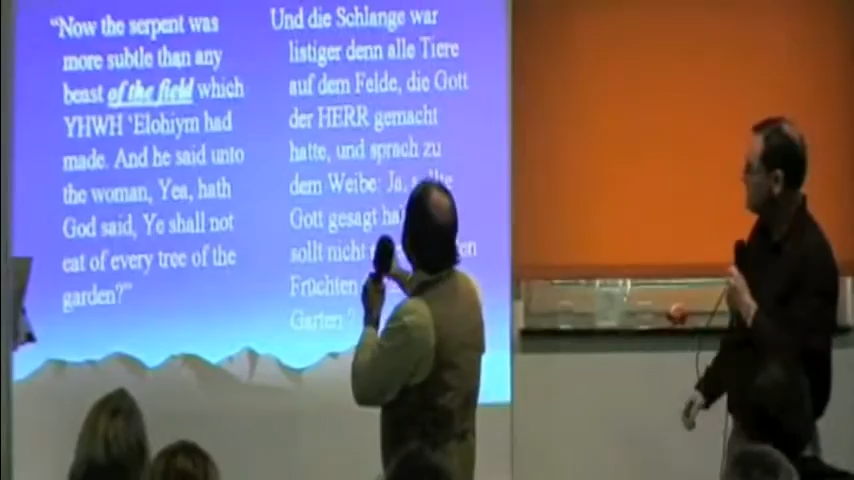 "Now the serpent was
more subtle than any
beast of the field which
YHWH 'Elohiym had
made. And he said unto
the woman, Yea, hath
God said, Ye shall not
eat of every tree of the
garden?"
Und die Schlange war
listiger denn alle Tiere
auf dem Felde, die Gott
der HERR gemacht
hatte, und sprach zu
dem Weibe: Ja,
Gott gesagt
sollt nicht
Früchten
Garten